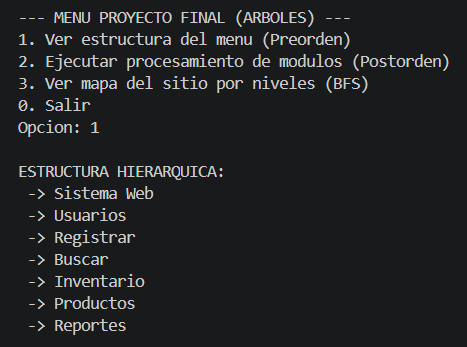 --- MENU PROYECTO FINAL (ARBOLES) ---
1. Ver estructura del menu (Preorden)
2. Ejecutar procesamiento de modulos (Postorden)
3. Ver mapa del sitio por niveles (BFS)
0. Salir
Opcion: 1

ESTRUCTURA HIERARQUICA:
-> Sistema Web
-> Usuarios
-> Registrar
-> Buscar
-> Inventario
-> Productos
-> Reportes